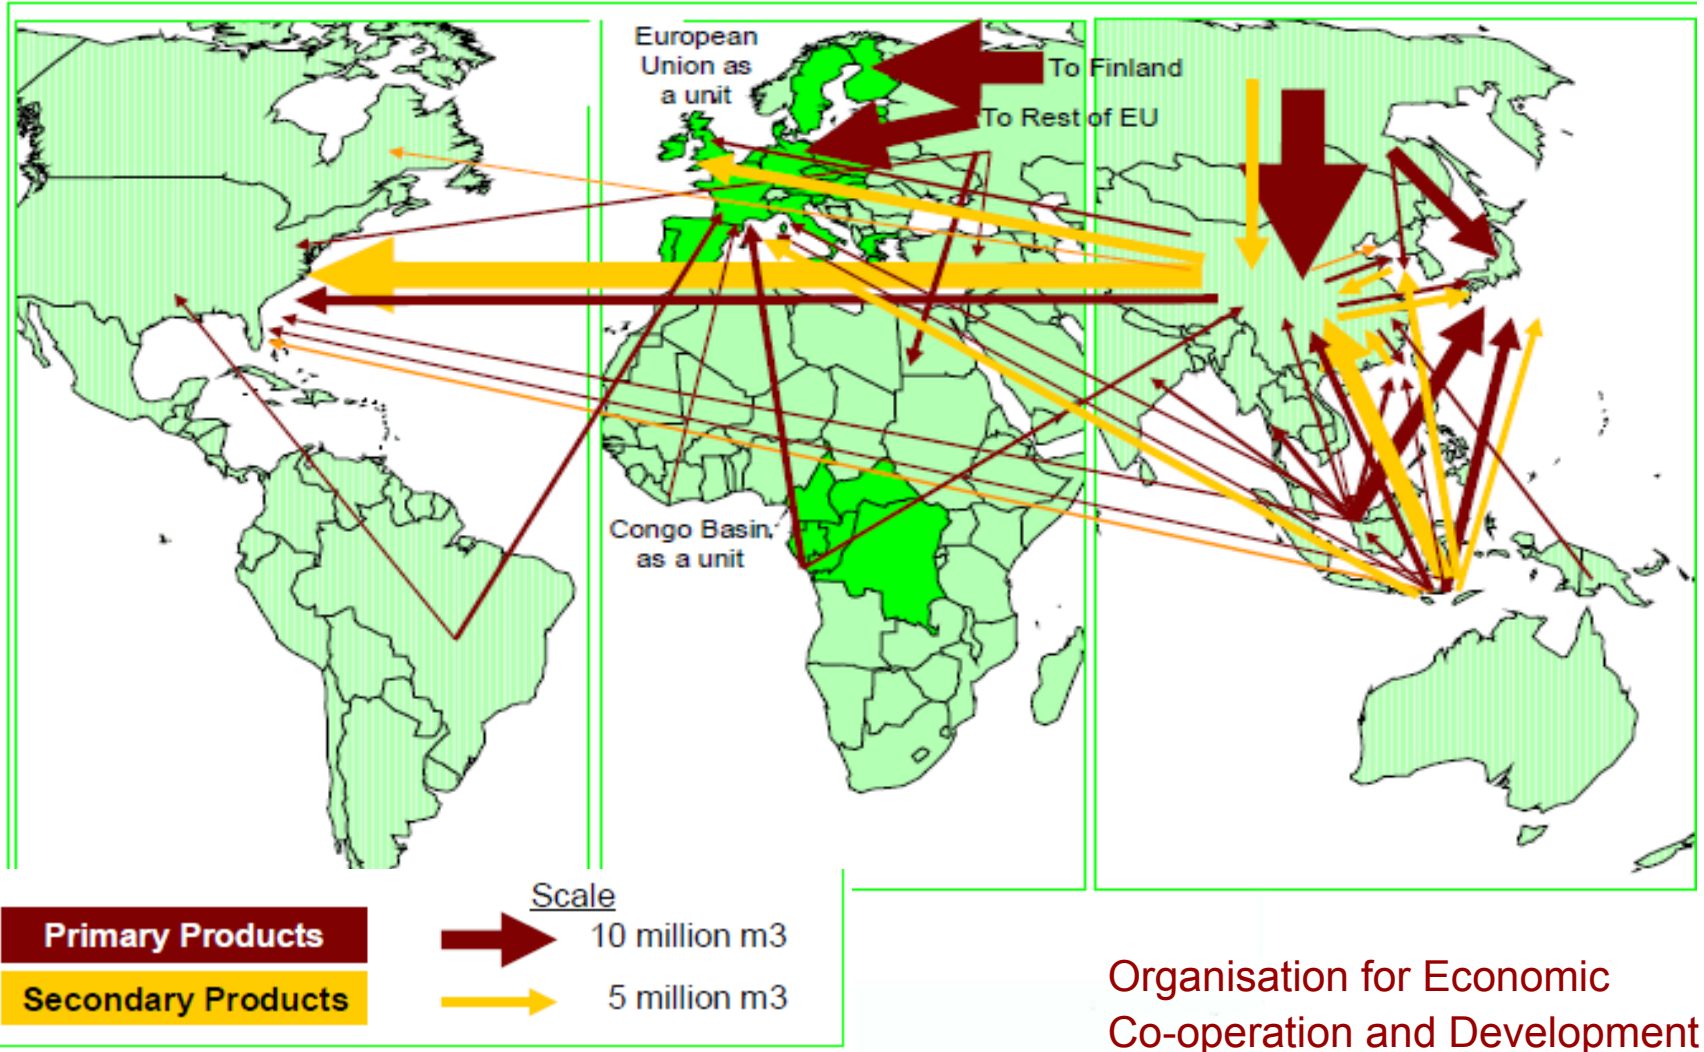 European
Union as
a unit
To Finland
To Rest of EU
Congo Basin
as a unit
Scale
Primary Products
10 million m3
Secondary Products
5 million m3
Organisation for Economic
Co-operation and Development